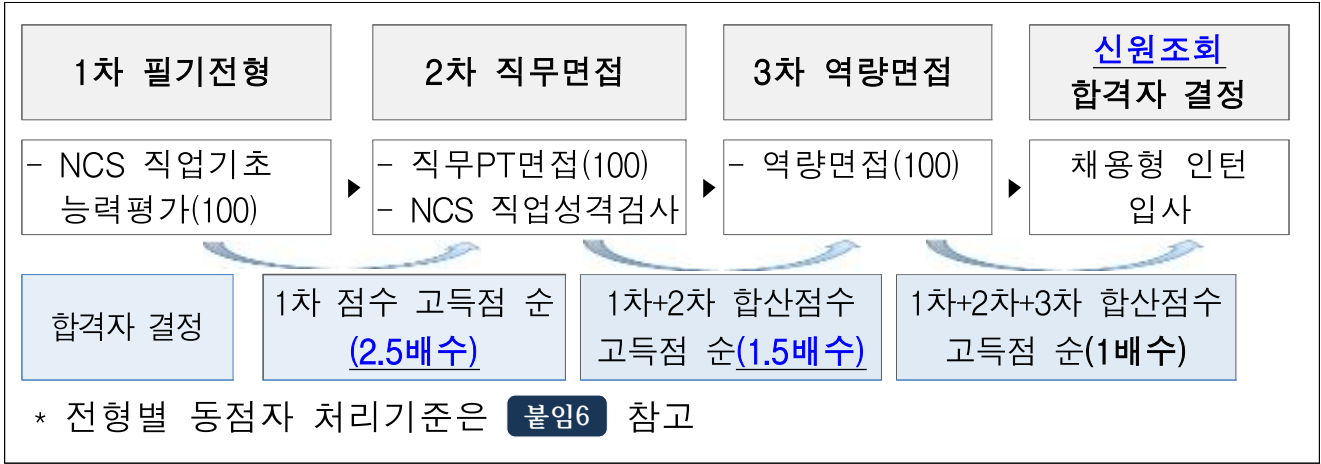 1차 필기전형
2차 직무면접
3차 역량면접
신원조회
합격자 결정
- NCS 직업기초
능력평가(100)
▶
- 직무PT면접(100)
- NCS 직업성격검사
▶
- 역량면접(100)
▶
채용형 인턴
입사
합격자 결정
1차 점수 고득점 순
(2.5배수)
1차+2차 합산점수
고득점 순(1.5배수)
1차+2차+3차 합산점수
고득점 순(1배수)
* 전형별 동점자 처리기준은 붙임6 참고